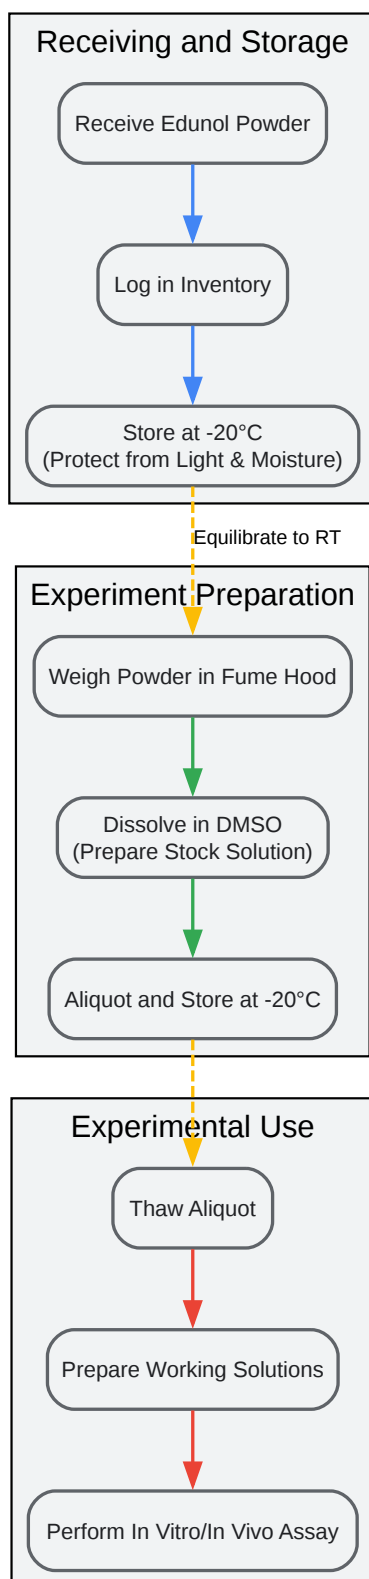 Receiving and Storage
Receive Edunol Powder
Log in Inventory
Store at -20°C
(Protect from Light & Moisture)
Equilibrate to RT
Experiment Preparation
Weigh Powder in Fume Hood
Dissolve in DMSO
(Prepare Stock Solution)
Aliquot and Store at -20°C
Experimental Use
Thaw Aliquot
Prepare Working Solutions
Perform In Vitro/In Vivo Assay